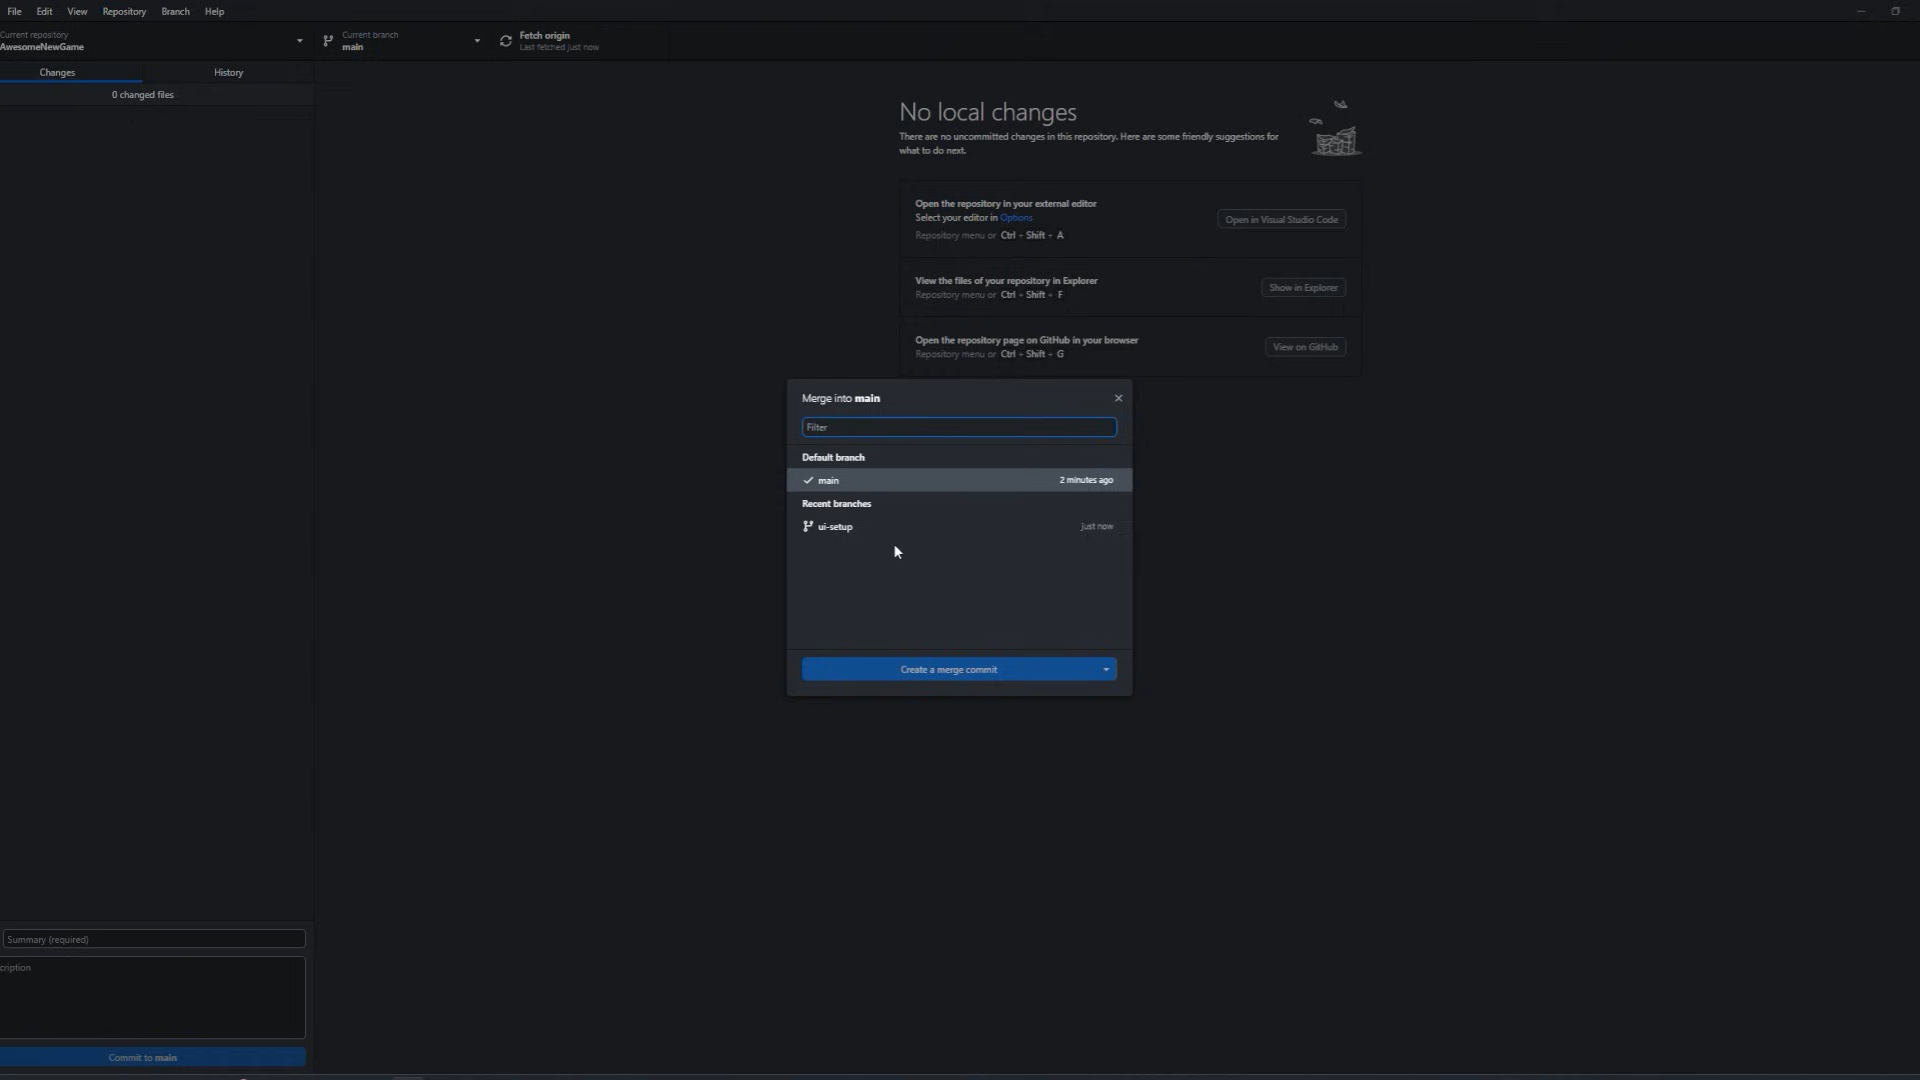 File Edit View Repository Branch Help
Current repository
AwesomeNewGame
Current branch
main
Fetch origin
Last fetched just now
Changes History
0 changed files
No local changes
There are no uncommitted changes in this repository. Here are some friendly suggestions for
what to do next.
Open the repository in your external editor
Select your editor in Options
Repository menu or Ctrl + Shift + A
Open in Visual Studio Code
View the files of your repository in Explorer
Repository menu or Ctrl + Shift + F
Show in Explorer
Open the repository page on GitHub in your browser
Repository menu or Ctrl + Shift + G
View on GitHub
Merge into main
Filter
Default branch
main 2 minutes ago
Recent branches
ui-setup just now
Create a merge commit
Summary (required)
cription
Commit to main